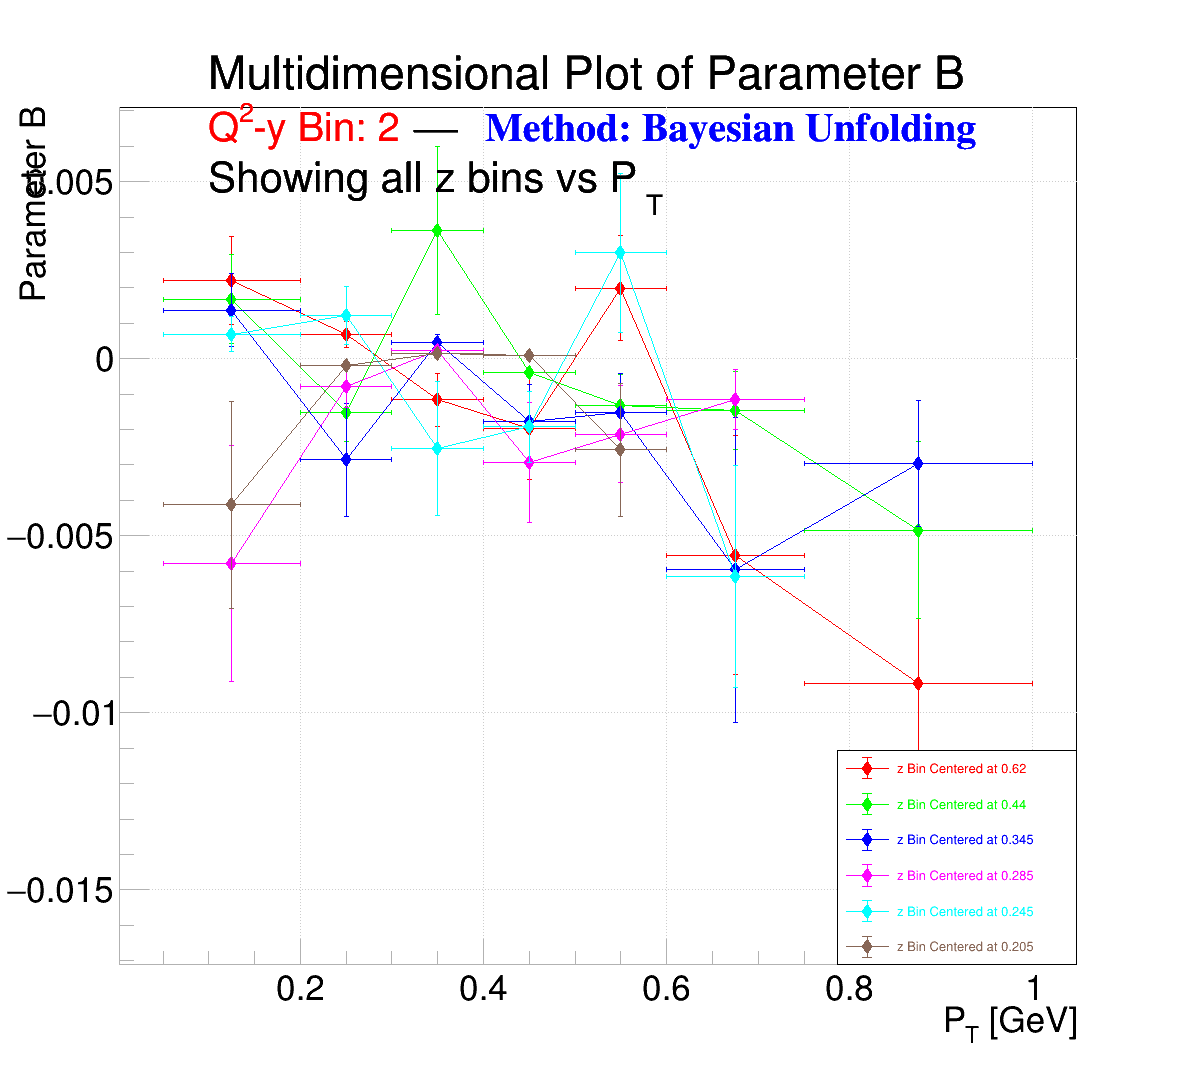 Multidimensional Plot of Parameter B
Q²-y Bin: 2 — Method: Bayesian Unfolding
Showing all z bins vs P_T
Parameter B
0.005
0
−0.005
−0.01
−0.015
z Bin Centered at 0.62
z Bin Centered at 0.44
z Bin Centered at 0.345
z Bin Centered at 0.285
z Bin Centered at 0.245
z Bin Centered at 0.205
0.2 0.4 0.6 0.8 1
P_T [GeV]